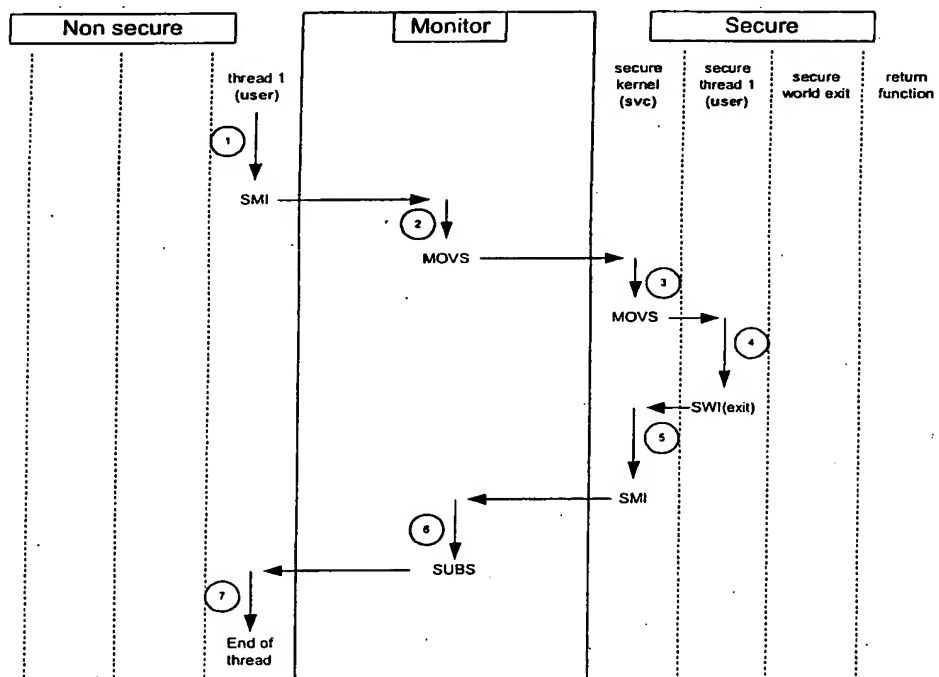 Non secure
Monitor
Secure
thread 1
(user)
secure
kernel
(svc)
secure
thread 1
(user)
secure
world exit
return
function
1
SMI
2
MOVS
3
MOVS
4
SWI(exit)
5
SMI
6
SUBS
7
End of
thread